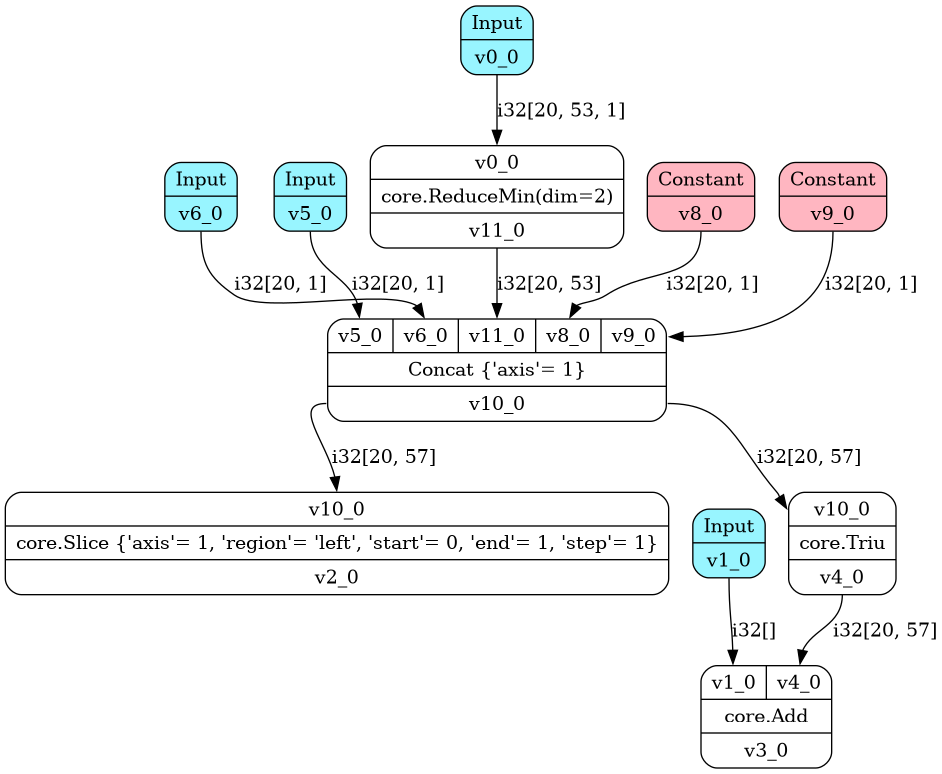 Input
v0_0
i32[20, 53, 1]
Input
v6_0
Input
v5_0
v0_0
core.ReduceMin(dim=2)
v11_0
Constant
v8_0
Constant
v9_0
i32[20, 1]
i32[20, 1]
i32[20, 53]
i32[20, 1]
i32[20, 1]
v5_0 v6_0 v11_0 v8_0 v9_0
Concat {'axis'= 1}
v10_0
i32[20, 57]
i32[20, 57]
v10_0
core.Slice {'axis'= 1, 'region'= 'left', 'start'= 0, 'end'= 1, 'step'= 1}
v2_0
Input
v1_0
v10_0
core.Triu
v4_0
i32[]
i32[20, 57]
v1_0 v4_0
core.Add
v3_0